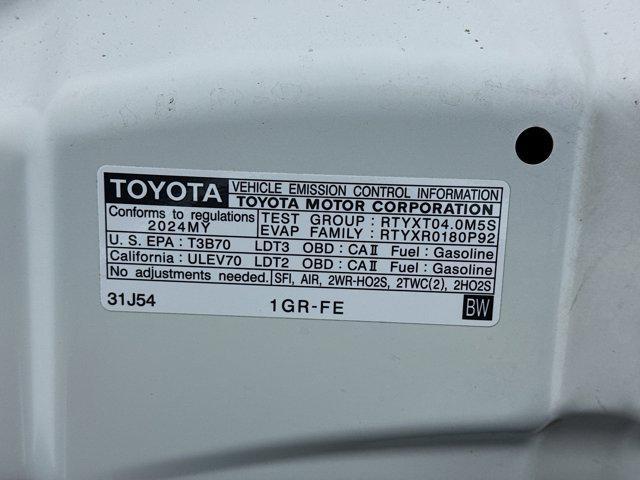 TOYOTA VEHICLE EMISSION CONTROL INFORMATION
TOYOTA MOTOR CORPORATION
Conforms to regulations TEST GROUP : RTYXT04.0M5S
2024MY EVAP FAMILY : RTYXR0180P92
U. S. EPA : T3B70 LDT3 OBD : CAⅡ Fuel : Gasoline
California : ULEV70 LDT2 OBD : CAⅡ Fuel : Gasoline
No adjustments needed. SFI, AIR, 2WR-HO2S, 2TWC(2), 2HO2S
31J54 1GR-FE BW